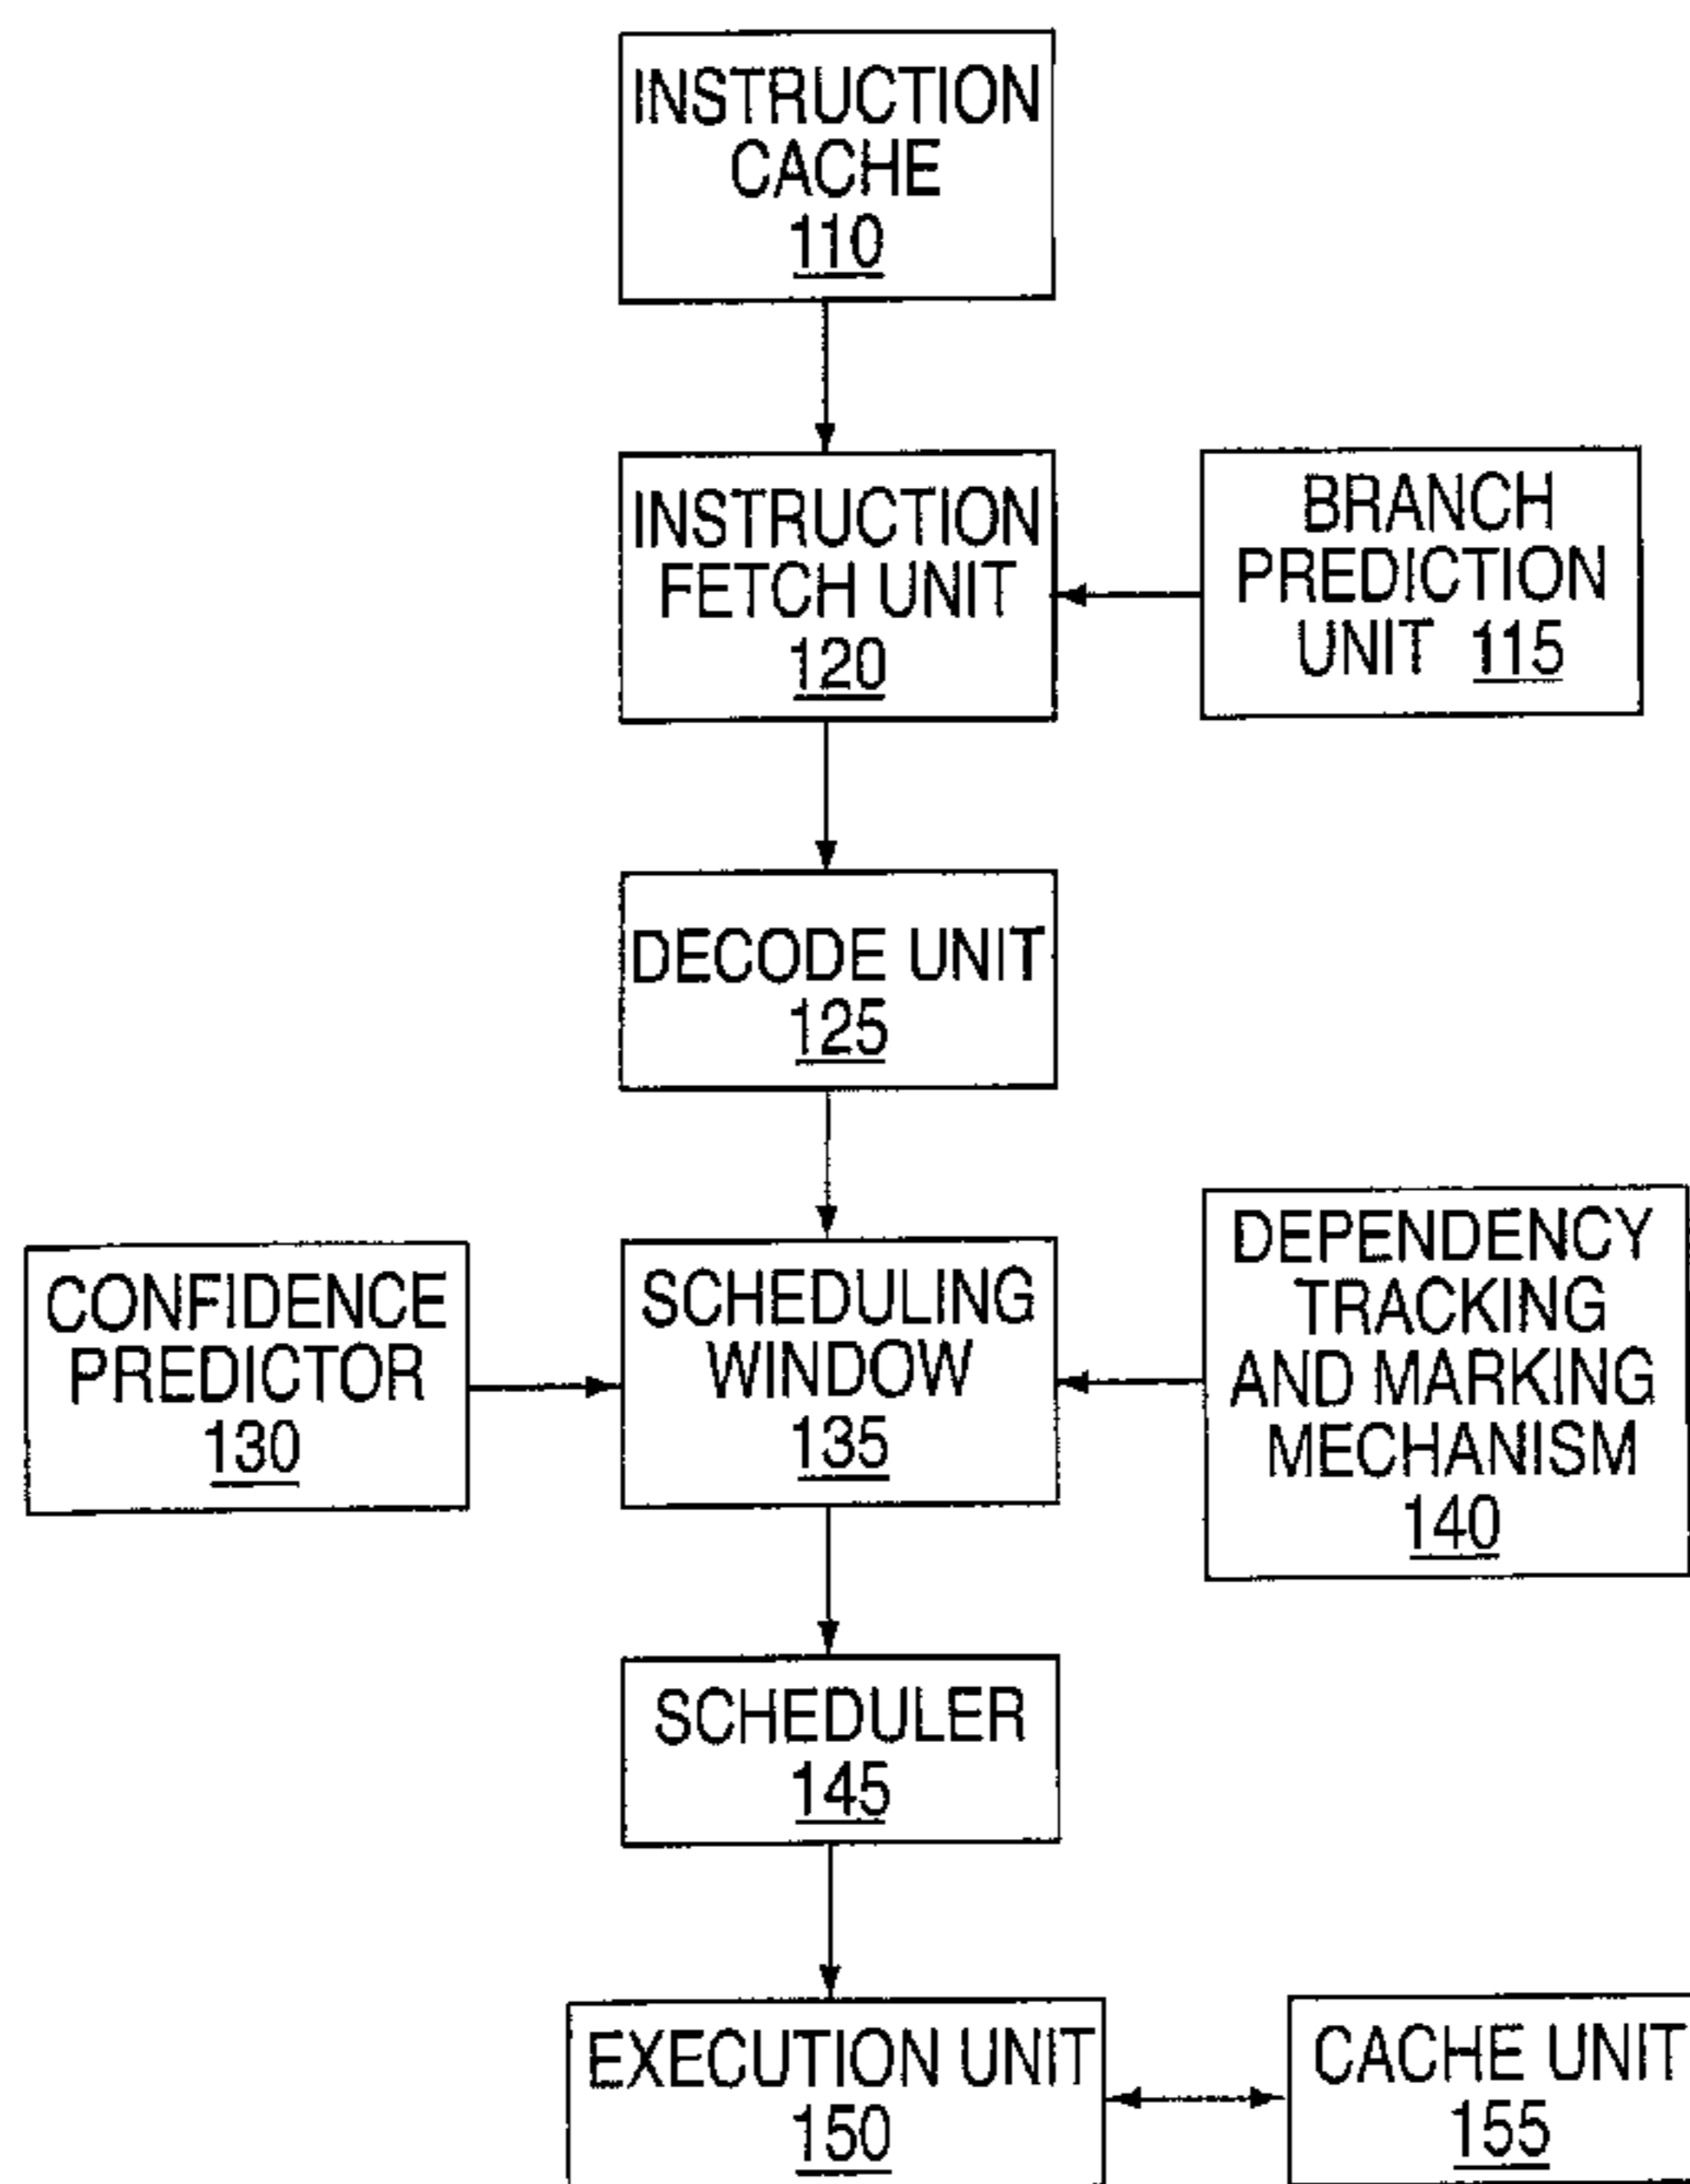 INSTRUCTION
CACHE
110
INSTRUCTION
FETCH UNIT
120
BRANCH
PREDICTION
UNIT 115
DECODE UNIT
125
CONFIDENCE
PREDICTOR
130
SCHEDULING
WINDOW
135
DEPENDENCY
TRACKING
AND MARKING
MECHANISM
140
SCHEDULER
145
EXECUTION UNIT
150
CACHE UNIT
155